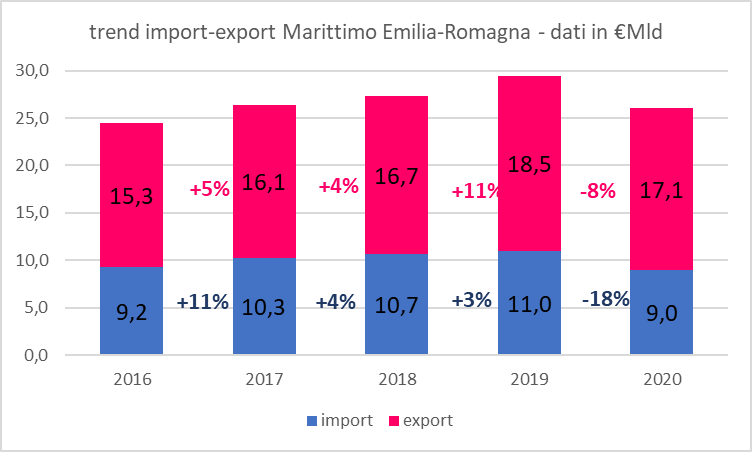 trend import-export Marittimo Emilia-Romagna - dati in €Mld
30,0
25,0
20,0
15,0
10,0
5,0
0,0
15,3 +5% 16,1 +4% 16,7 +11% 18,5 -8% 17,1
9,2 +11% 10,3 +4% 10,7 +3% 11,0 -18% 9,0
2016 2017 2018 2019 2020
import export